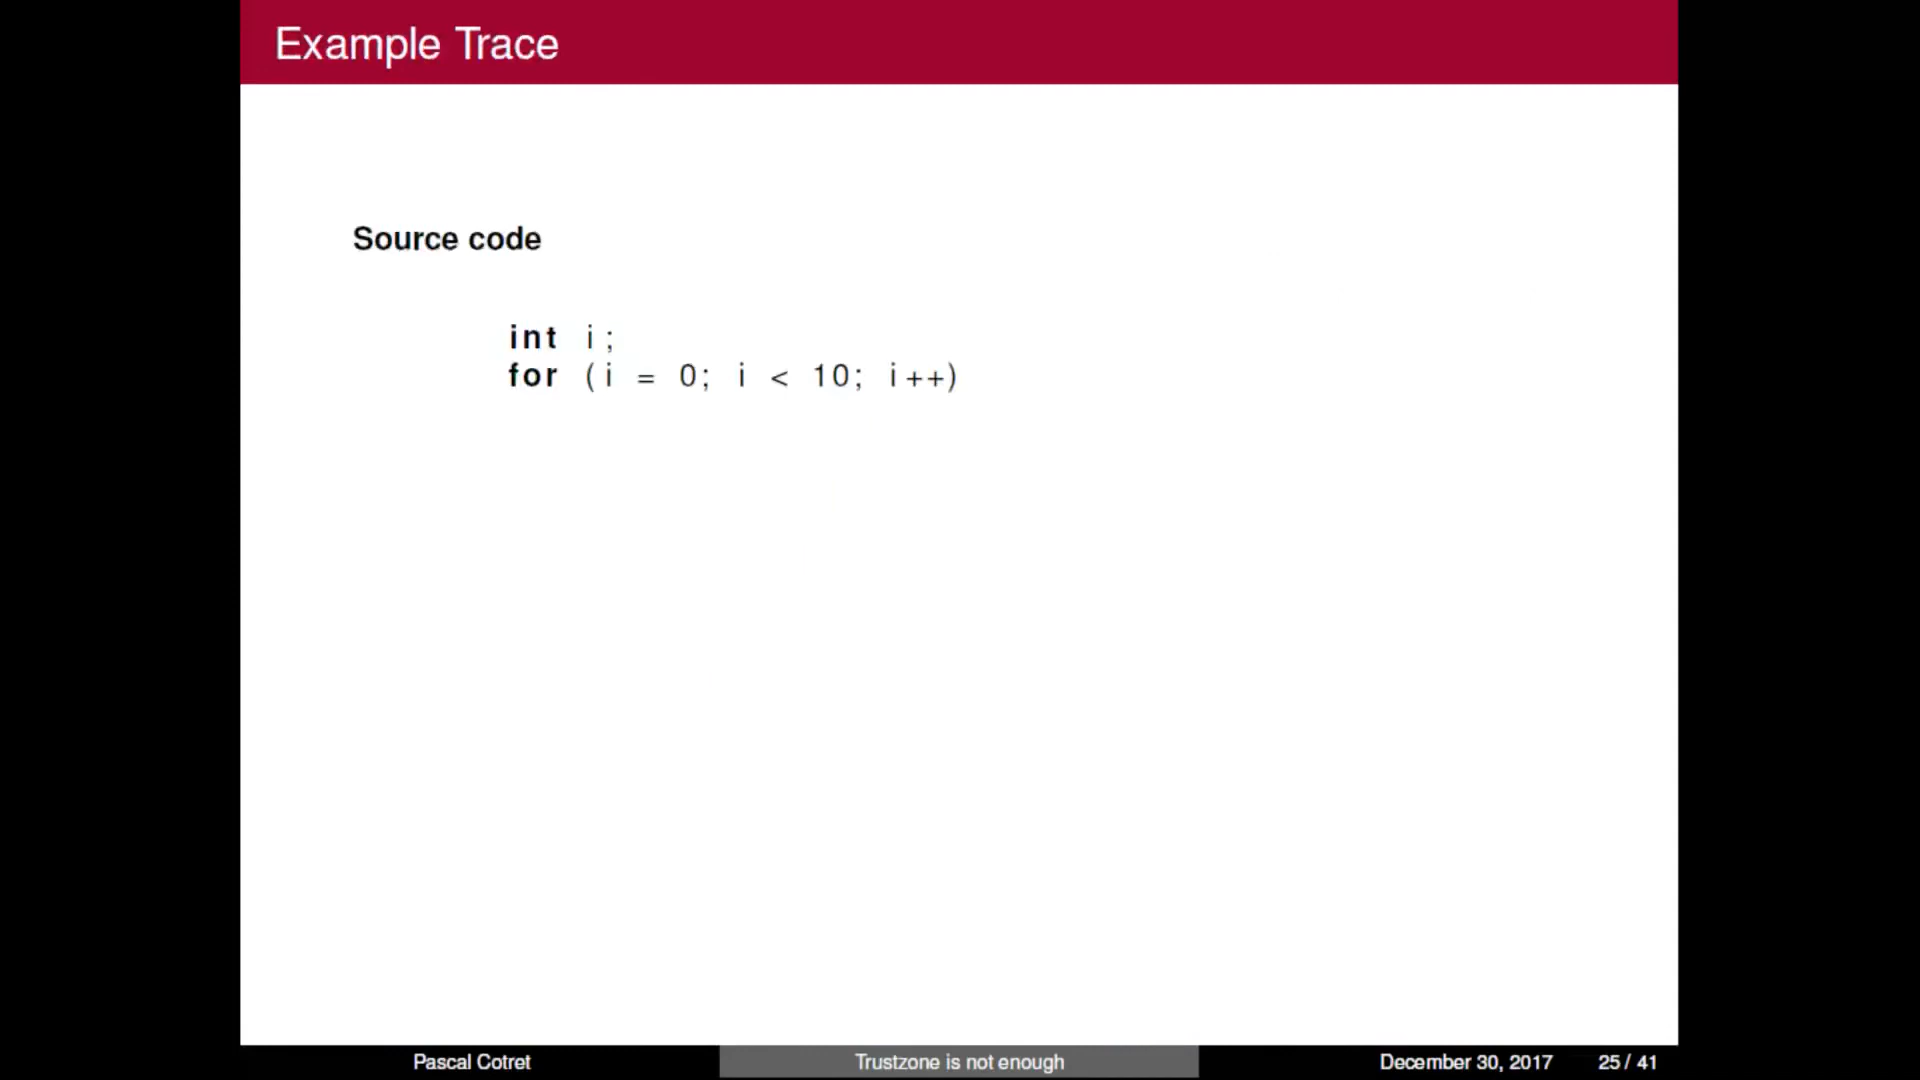 Example Trace
Source code
int i;
for (i = 0; i < 10; i++)
Pascal Cotret
Trustzone is not enough
December 30, 2017 25 / 41